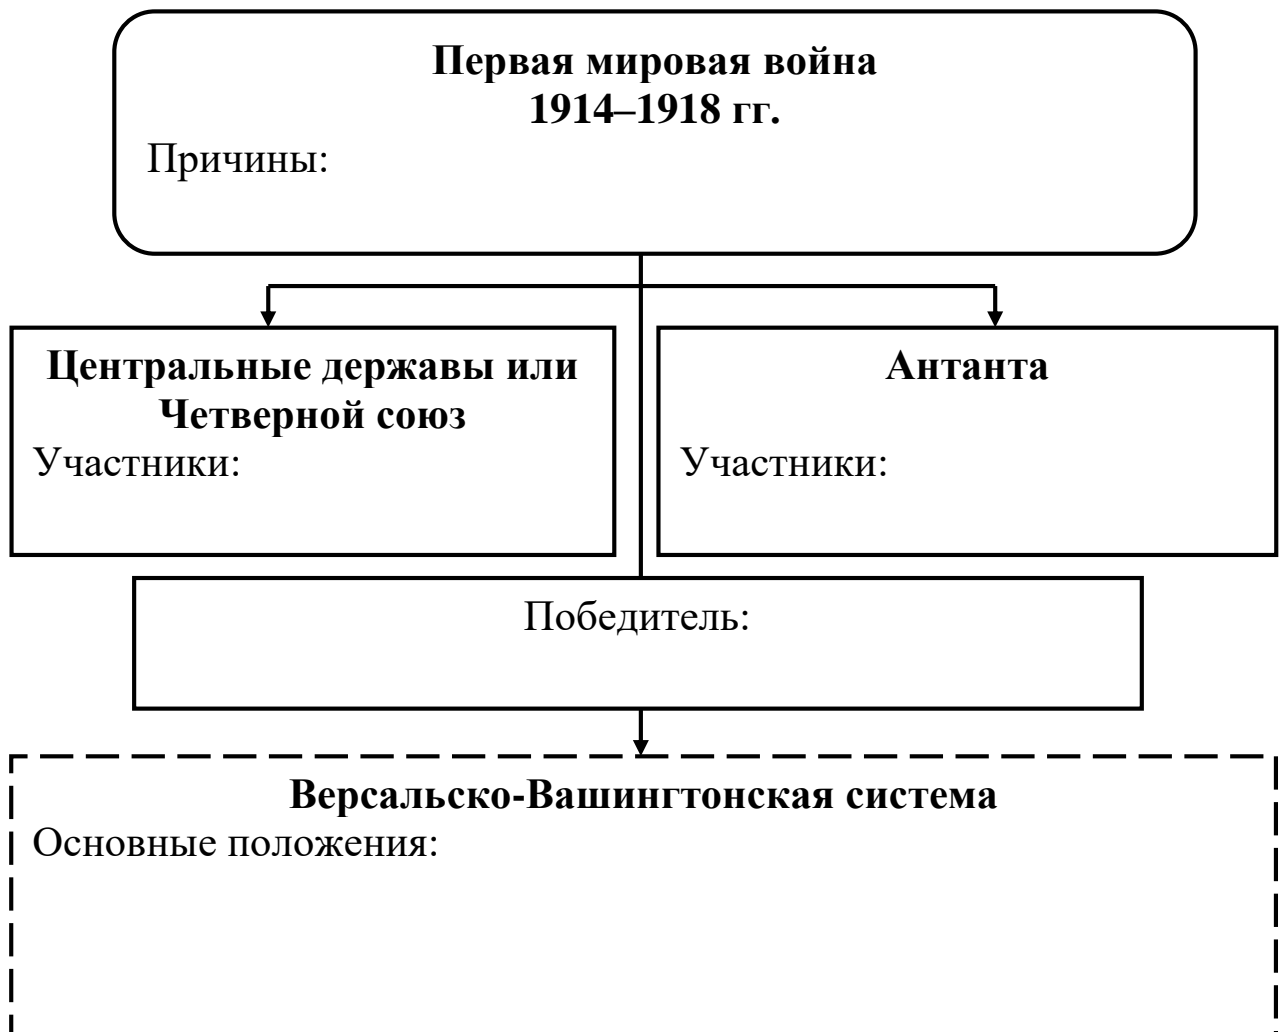 Первая мировая война
1914–1918 гг.
Причины:
Центральные державы или
Четверной союз
Участники:
Антанта
Участники:
Победитель:
Версальско-Вашингтонская система
Основные положения: